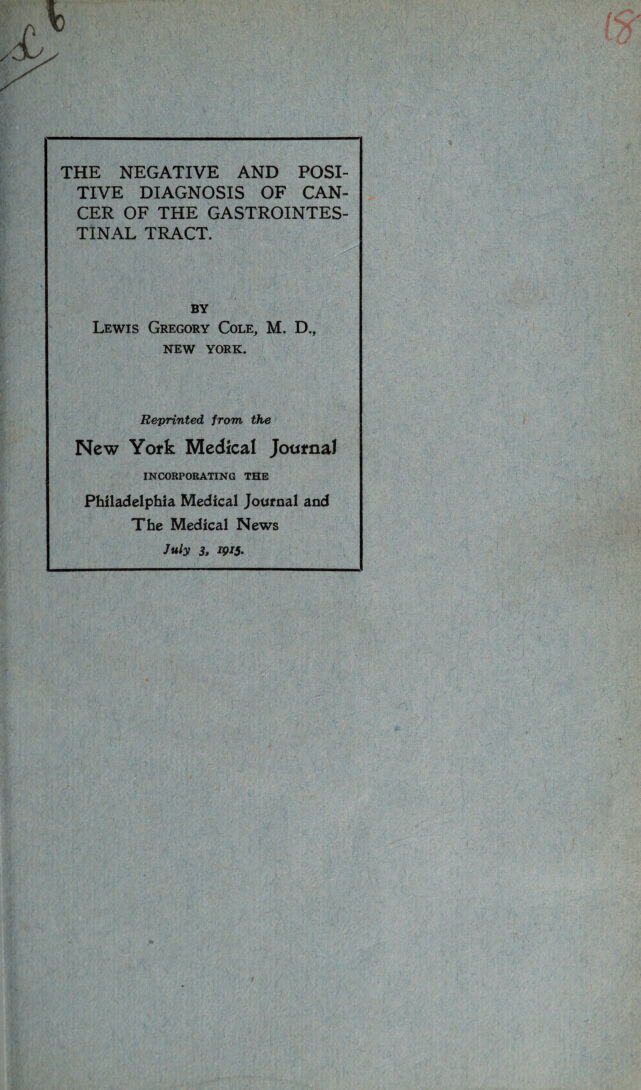 18
THE NEGATIVE AND POSI-
TIVE DIAGNOSIS OF CAN-
CER OF THE GASTROINTES-
TINAL TRACT.
BY
LEWIS GREGORY COLE, M. D.,
NEW YORK.
Reprinted from the
New York Medical Journal
INCORPORATING THE
Philadelphia Medical Journal and
The Medical News
July 3, 1915.